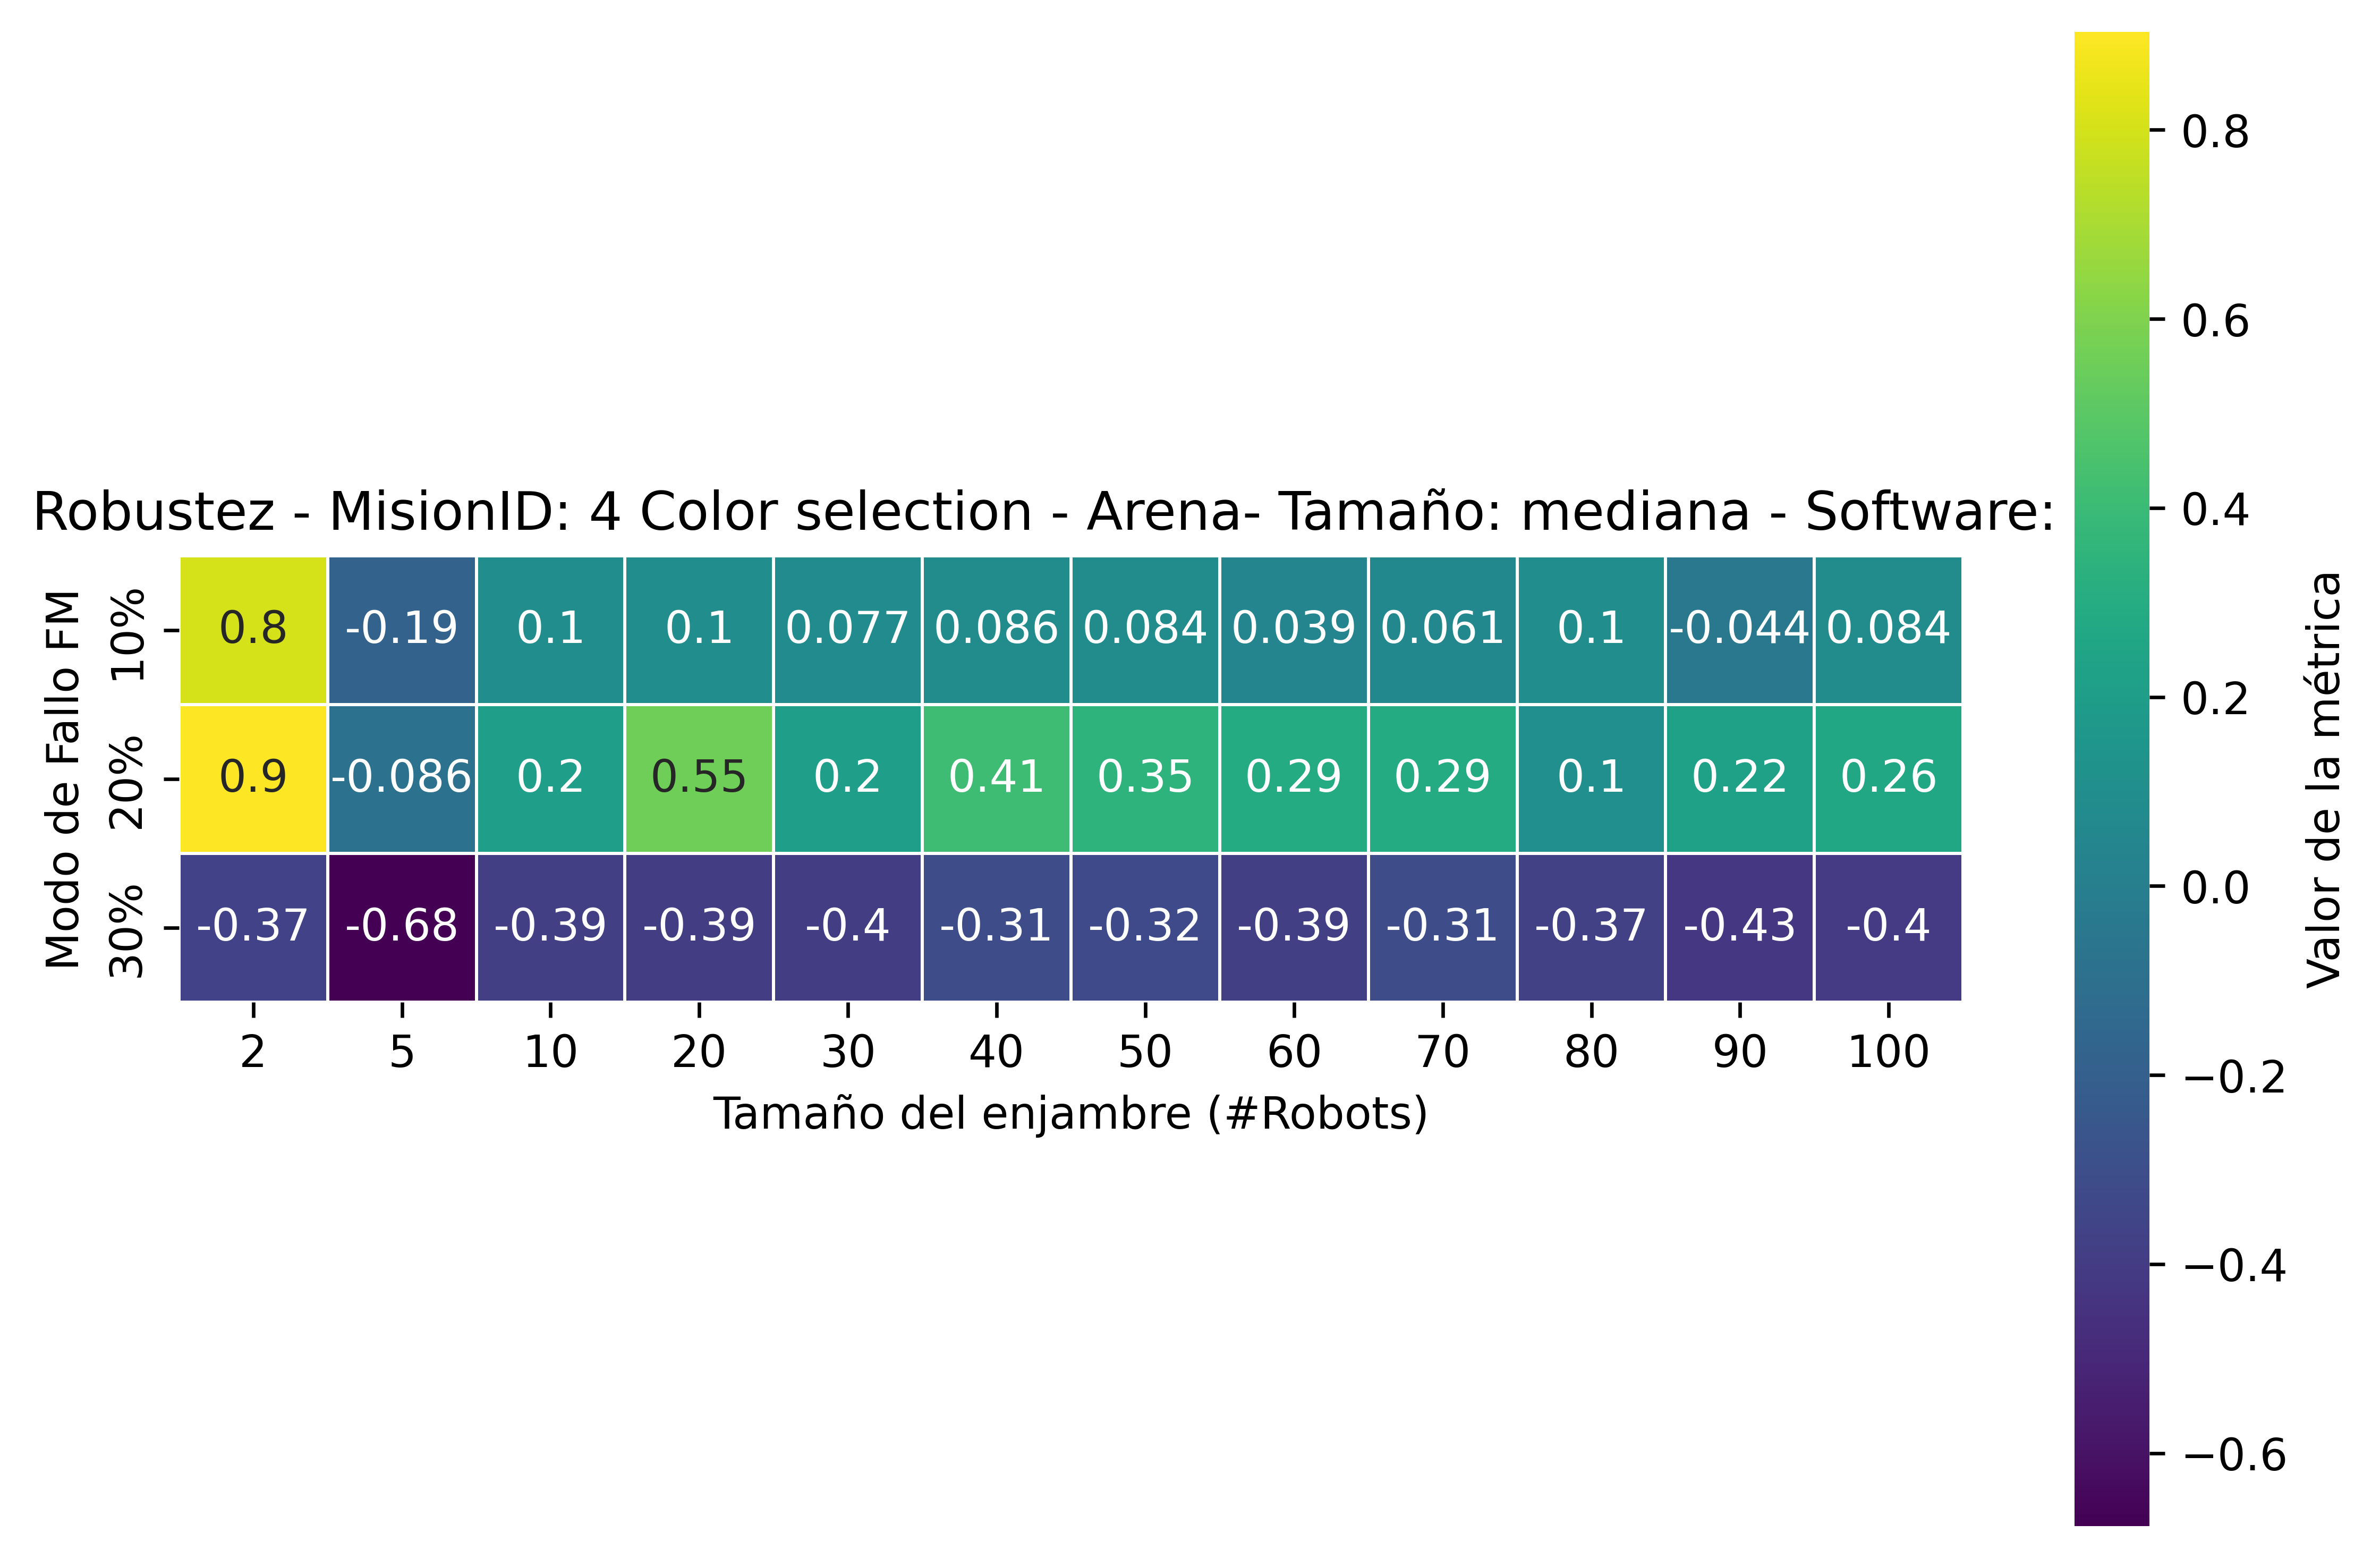 Robustez - MisionID: 4 Color selection - Arena- Tamaño: mediana - Software:
Modo de Fallo FM
10% 0.8 -0.19 0.1 0.1 0.077 0.086 0.084 0.039 0.061 0.1 -0.044 0.084
20% 0.9 -0.086 0.2 0.55 0.2 0.41 0.35 0.29 0.29 0.1 0.22 0.26
30% -0.37 -0.68 -0.39 -0.39 -0.4 -0.31 -0.32 -0.39 -0.31 -0.37 -0.43 -0.4
2 5 10 20 30 40 50 60 70 80 90 100
Tamaño del enjambre (#Robots)
0.8
0.6
0.4
0.2
0.0
−0.2
−0.4
−0.6
Valor de la métrica